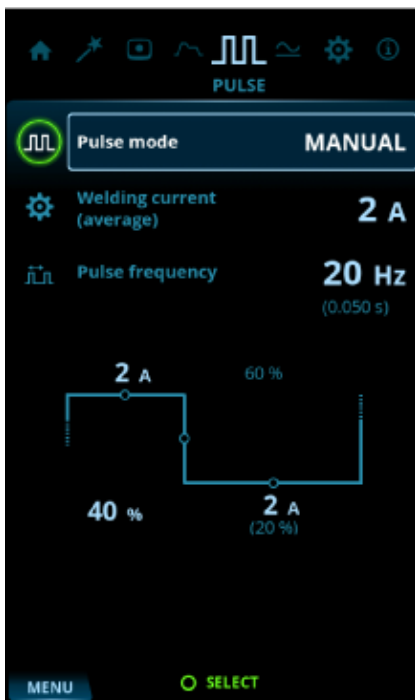 PULSE
Pulse mode MANUAL
Welding current
(average)
2 A
Pulse frequency 20 Hz
(0.050 s)
2 A 60 %
40 % 2 A
(20 %)
MENU SELECT